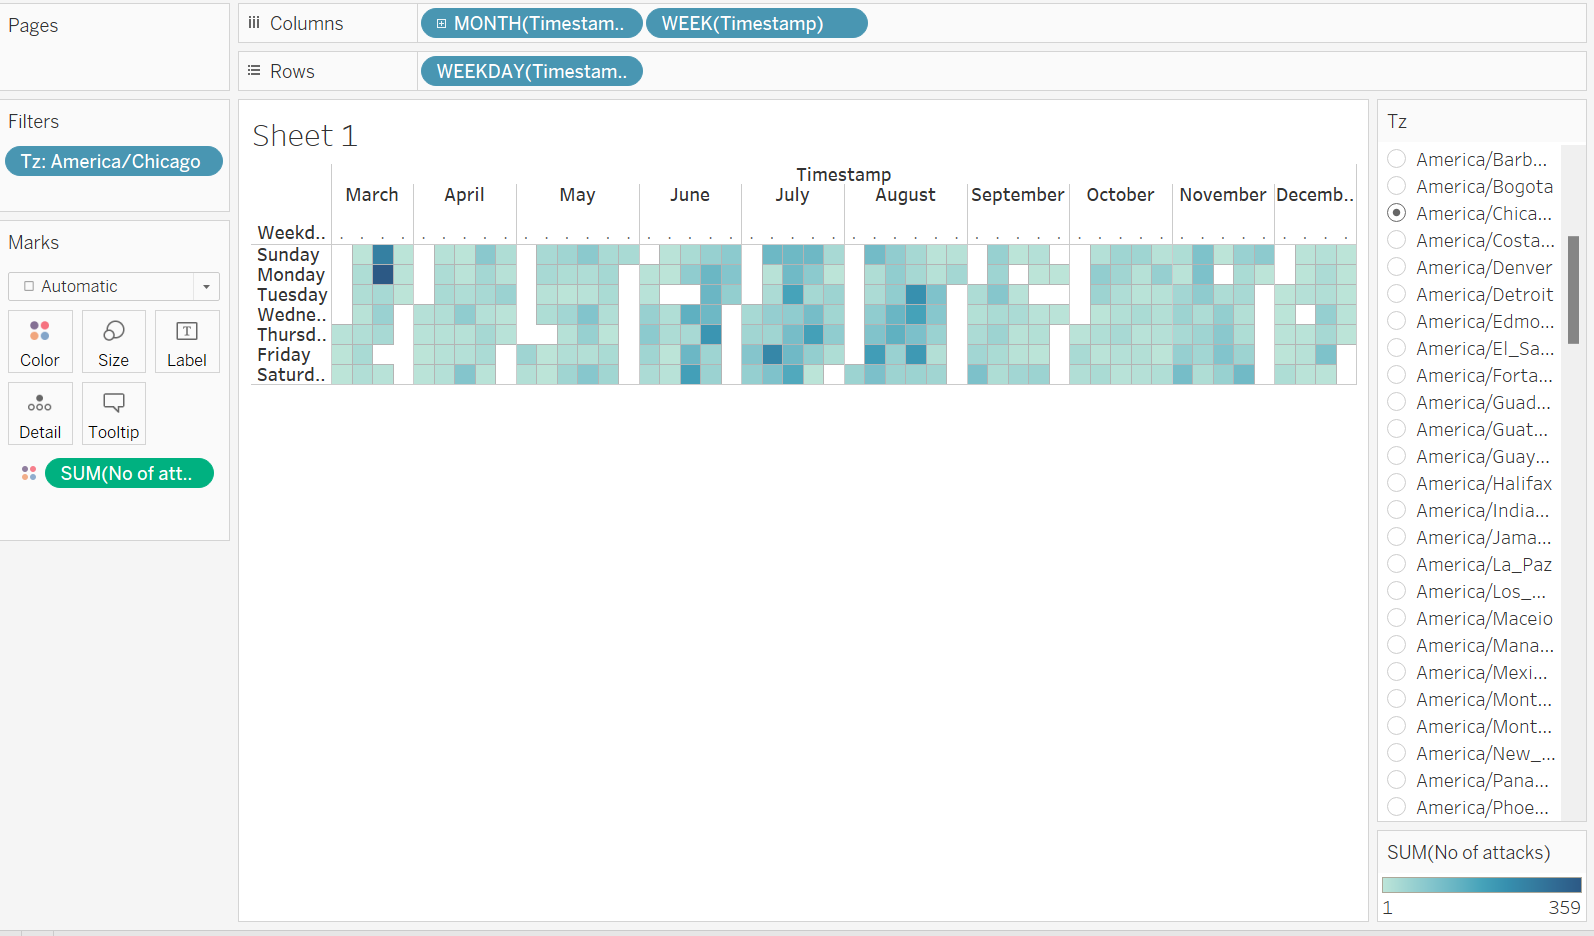 Pages
Columns
MONTH(Timestam..
WEEK(Timestamp)
Rows
WEEKDAY(Timestam..
Filters
Tz: America/Chicago
Marks
Automatic
Color
Size
T
Label
Detail
Tooltip
SUM(No of att..
Sheet 1
Timestamp
March April May June July August September October November Decemb..
Weekd..
Sunday
Monday
Tuesday
Wedne..
Thursd..
Friday
Saturd..
Tz
America/Barb...
America/Bogota
America/Chica...
America/Costa...
America/Denver
America/Detroit
America/Edmo...
America/El_Sa...
America/Forta...
America/Guad...
America/Guat...
America/Guay...
America/Halifax
America/India...
America/Jama...
America/La_Paz
America/Los_...
America/Maceio
America/Mana...
America/Mexi...
America/Mont...
America/Mont...
America/New_...
America/Pana...
America/Phoe...
SUM(No of attacks)
1 359